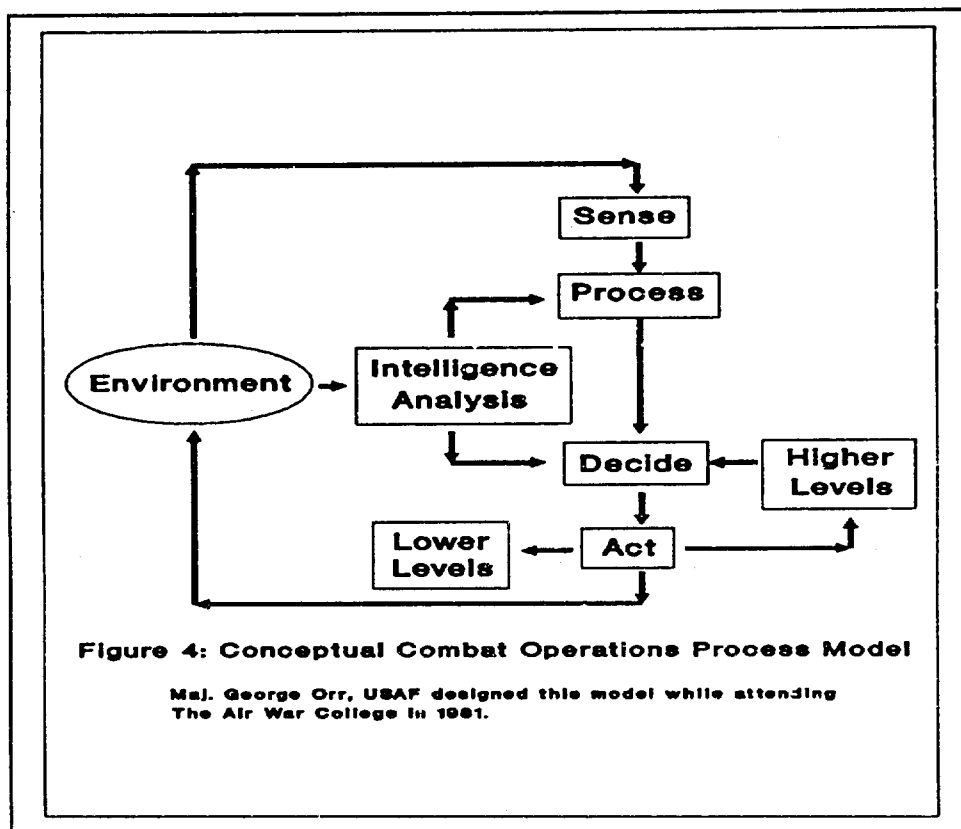 Sense
Process
Environment
Intelligence
Analysis
Decide
Higher
Levels
Lower
Levels
Act
Figure 4: Conceptual Combat Operations Process Model
Maj. George Orr, USAF designed this model while attending
The Air War College in 1981.